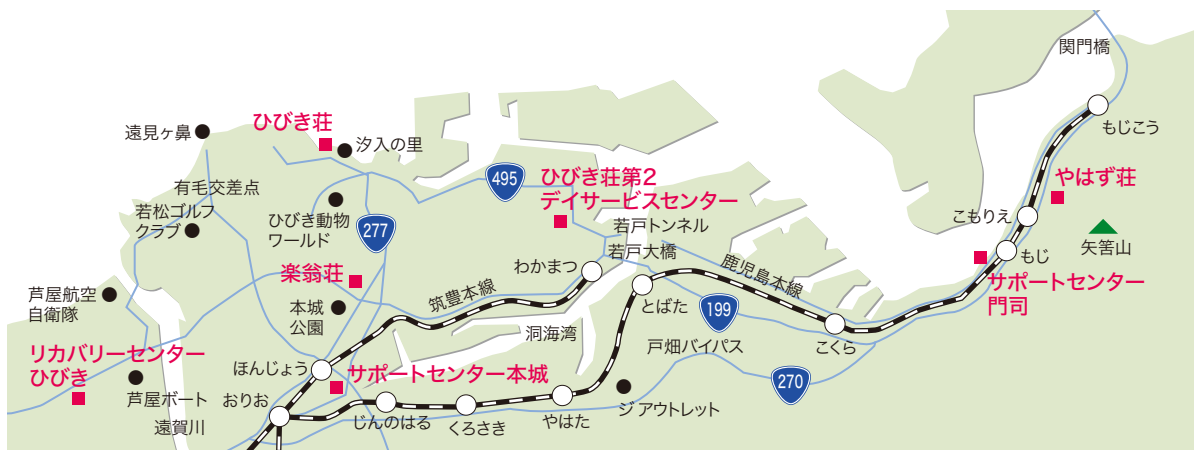 関門橋
もじこう
遠見ヶ鼻
ひびき荘
汐入の里
有毛交差点
若松ゴルフ
クラブ
ひびき動物
ワールド
277
495
ひびき荘第2
デイサービスセンター
若戸トンネル
若戸大橋
やはず荘
こもりえ
矢筈山
もじ
サポートセンター
門司
楽翁荘
わかまつ
筑豊本線
鹿児島本線
とばた
芦屋航空
自衛隊
本城
公園
洞海湾
199
こくら
戸畑バイパス
リカバリーセンター
ひびき
ほんじょう
サポートセンター本城
270
芦屋ボート
おりお
遠賀川
じんのはる
くろさき
やはた
ジ アウトレット